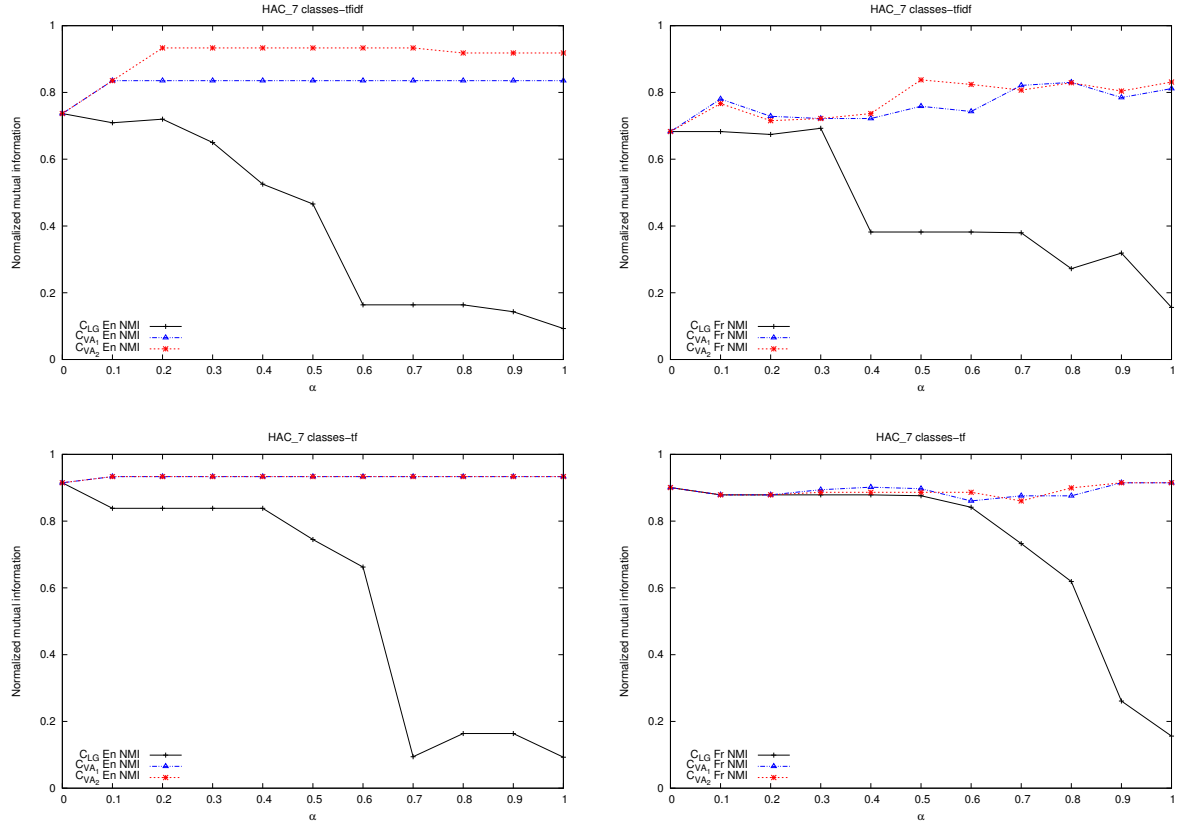 HAC_7 classes-tfidf
1
0.8
0.6
0.4
0.2
0
Normalized mutual information
C_LG En NMI
C_VA_1 En NMI
C_VA_2 En NMI
0 0.1 0.2 0.3 0.4 0.5 0.6 0.7 0.8 0.9 1
α
HAC_7 classes-tfidf
1
0.8
0.6
0.4
0.2
0
Normalized mutual information
C_LG Fr NMI
C_VA_1 Fr NMI
C_VA_2 Fr NMI
0 0.1 0.2 0.3 0.4 0.5 0.6 0.7 0.8 0.9 1
α
HAC_7 classes-tf
1
0.8
0.6
0.4
0.2
0
Normalized mutual information
C_LG En NMI
C_VA_1 En NMI
C_VA_2 En NMI
0 0.1 0.2 0.3 0.4 0.5 0.6 0.7 0.8 0.9 1
α
HAC_7 classes-tf
1
0.8
0.6
0.4
0.2
0
Normalized mutual information
C_LG Fr NMI
C_VA_1 Fr NMI
C_VA_2 Fr NMI
0 0.1 0.2 0.3 0.4 0.5 0.6 0.7 0.8 0.9 1
α